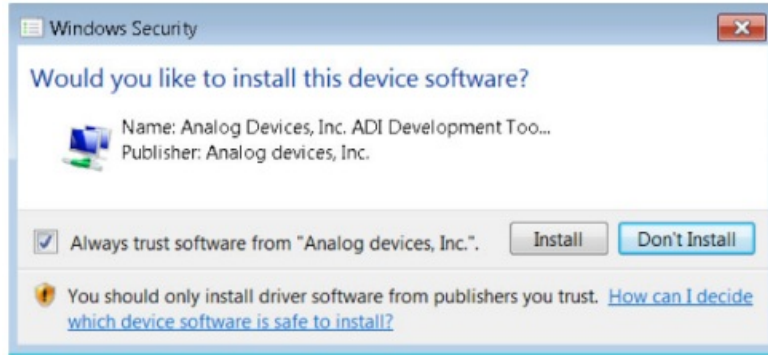 Windows Security
Would you like to install this device software?
Name: Analog Devices, Inc. ADI Development Too...
Publisher: Analog devices, Inc.
Always trust software from "Analog devices, Inc.".
Install
Don't Install
You should only install driver software from publishers you trust. How can I decide
which device software is safe to install?